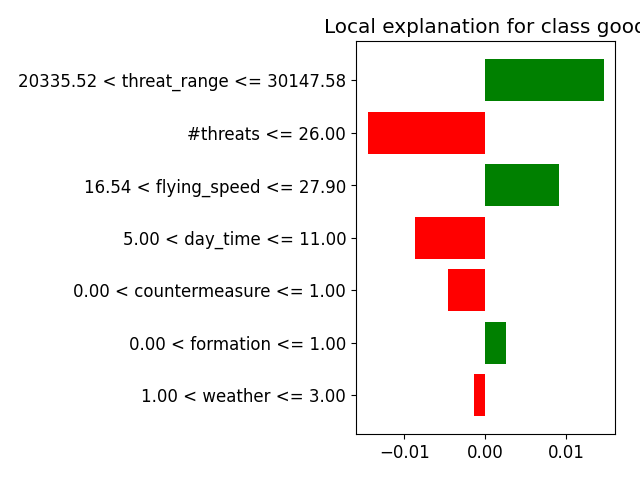 Local explanation for class good
20335.52 < threat_range <= 30147.58
#threats <= 26.00
16.54 < flying_speed <= 27.90
5.00 < day_time <= 11.00
0.00 < countermeasure <= 1.00
0.00 < formation <= 1.00
1.00 < weather <= 3.00
−0.01 0.00 0.01